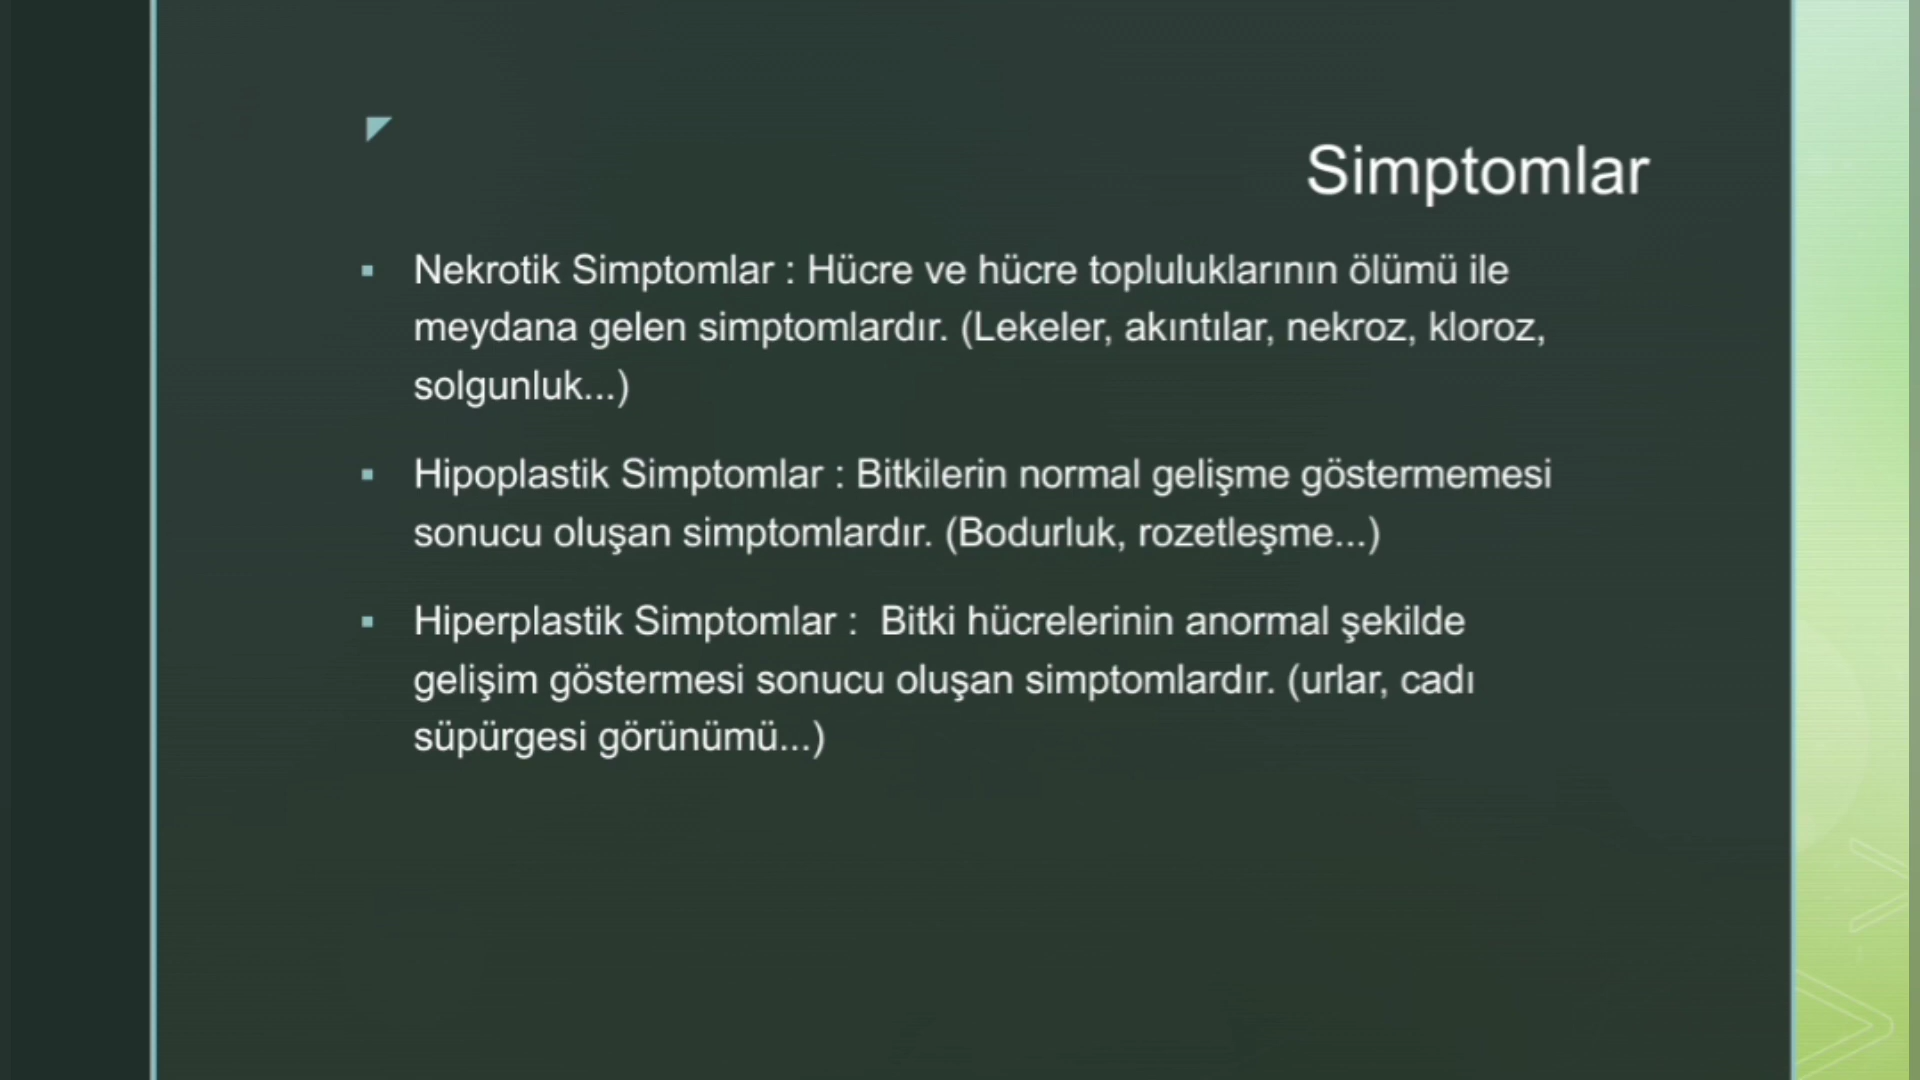 Simptomlar
▪ Nekrotik Simptomlar : Hücre ve hücre topluluklarının ölümü ile
meydana gelen simptomlardır. (Lekeler, akıntılar, nekroz, kloroz,
solgunluk...)
▪ Hipoplastik Simptomlar : Bitkilerin normal gelişme göstermemesi
sonucu oluşan simptomlardır. (Bodurluk, rozetleşme...)
▪ Hiperplastik Simptomlar :  Bitki hücrelerinin anormal şekilde
gelişim göstermesi sonucu oluşan simptomlardır. (urlar, cadı
süpürgesi görünümü...)